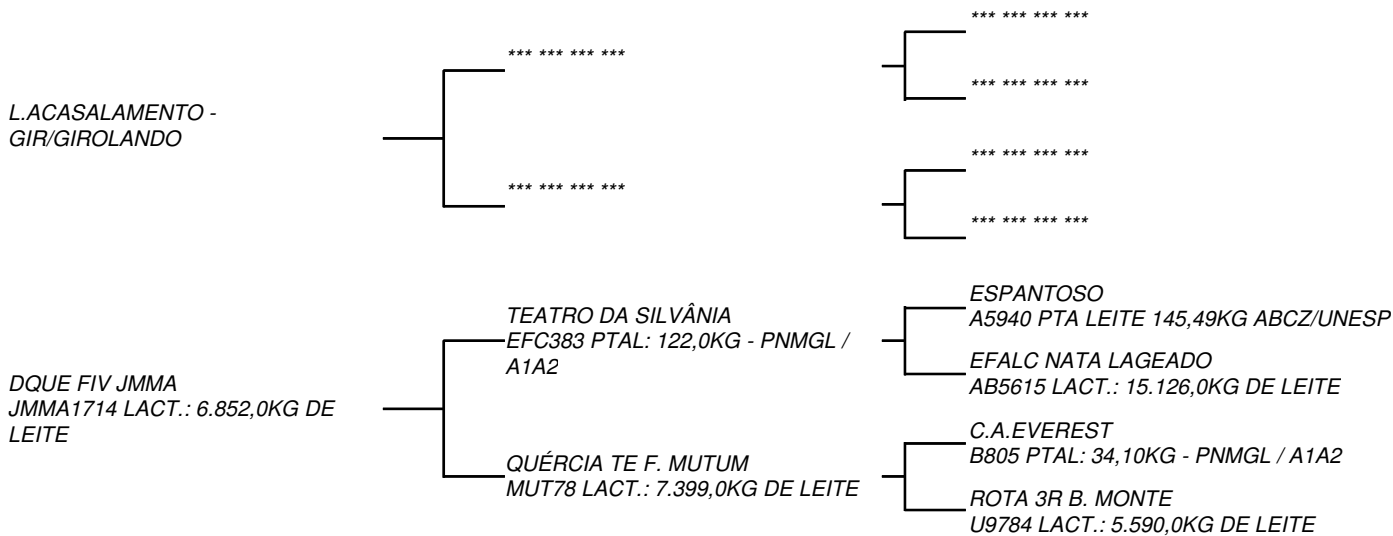 *** *** *** ***
*** *** *** ***
*** *** *** ***
L.ACASALAMENTO -
GIR/GIROLANDO
*** *** *** ***
*** *** *** ***
*** *** *** ***
ESPANTOSO
A5940 PTA LEITE 145,49KG ABCZ/UNESP
TEATRO DA SILVÂNIA
EFC383 PTAL: 122,0KG - PNMGL /
A1A2
EFALC NATA LAGEADO
AB5615 LACT.: 15.126,0KG DE LEITE
DQUE FIV JMMA
JMMA1714 LACT.: 6.852,0KG DE
LEITE
C.A.EVEREST
B805 PTAL: 34,10KG - PNMGL / A1A2
QUÉRCIA TE F. MUTUM
MUT78 LACT.: 7.399,0KG DE LEITE
ROTA 3R B. MONTE
U9784 LACT.: 5.590,0KG DE LEITE